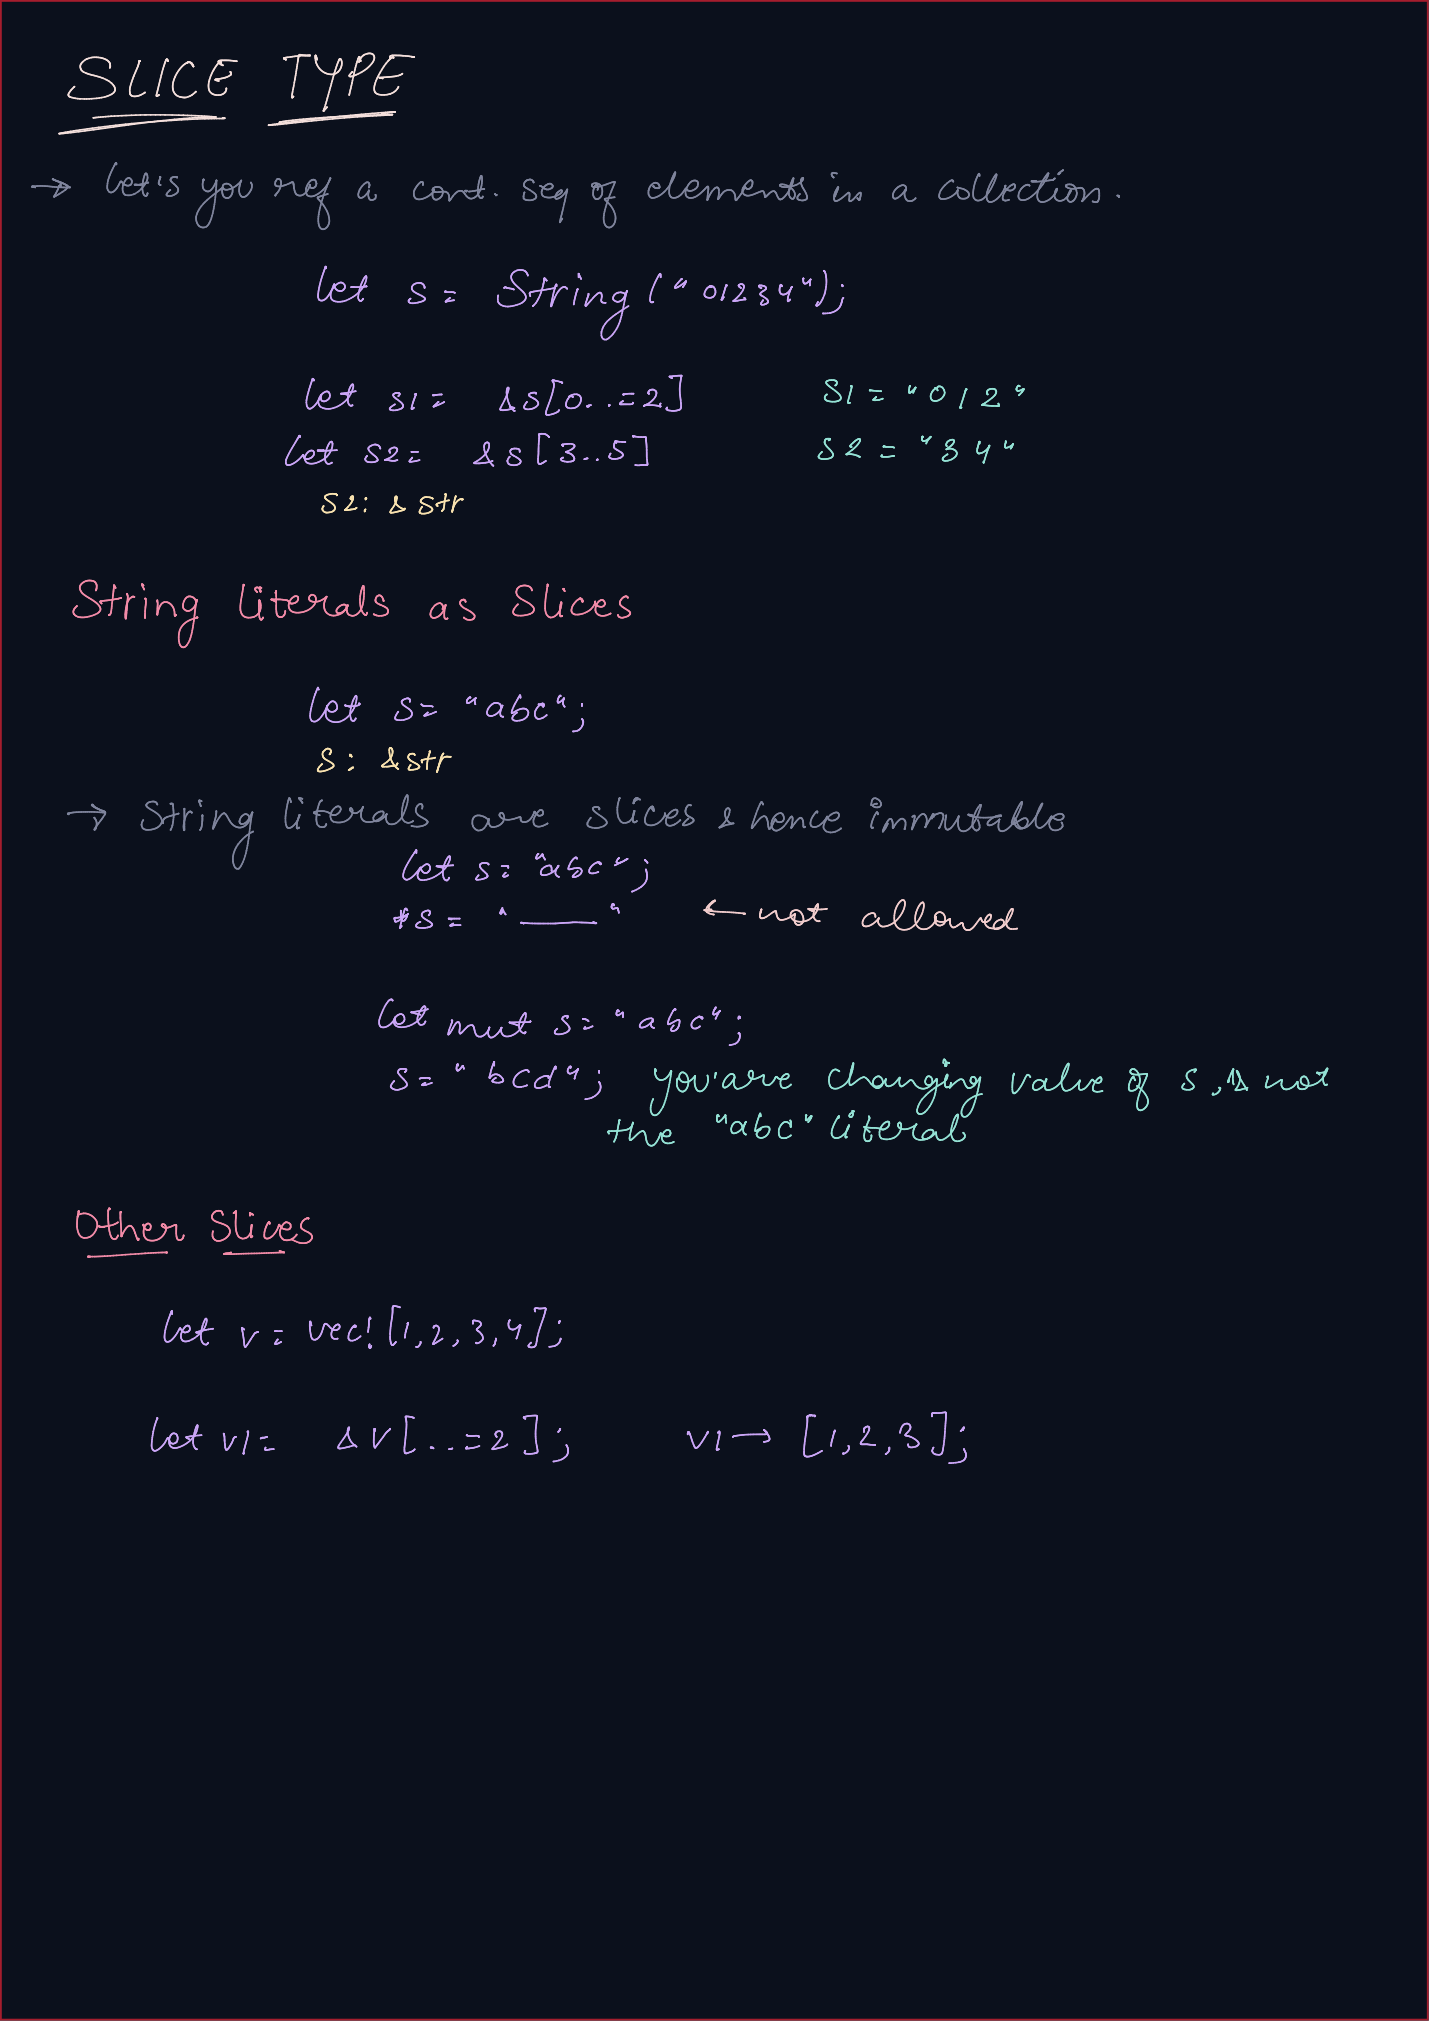 SLICE TYPE
→ Let's you ref a cont. seq of elements in a collection.
let s = String("01234");
let s1 = &s[0..=2] S1 = "012"
let s2 = &s[3..5] S2 = "34"
S2: &str
String literals as Slices
let s = "abc";
S: &str
→ String literals are slices & hence immutable
let s = "abc";
*s = "____" ← not allowed
let mut s = "abc";
s = "bcd"; you are changing value of s, & not
the "abc" literal
Other Slices
let v = vec![1,2,3,4];
let v1 = &v[..=2]; v1 → [1,2,3];